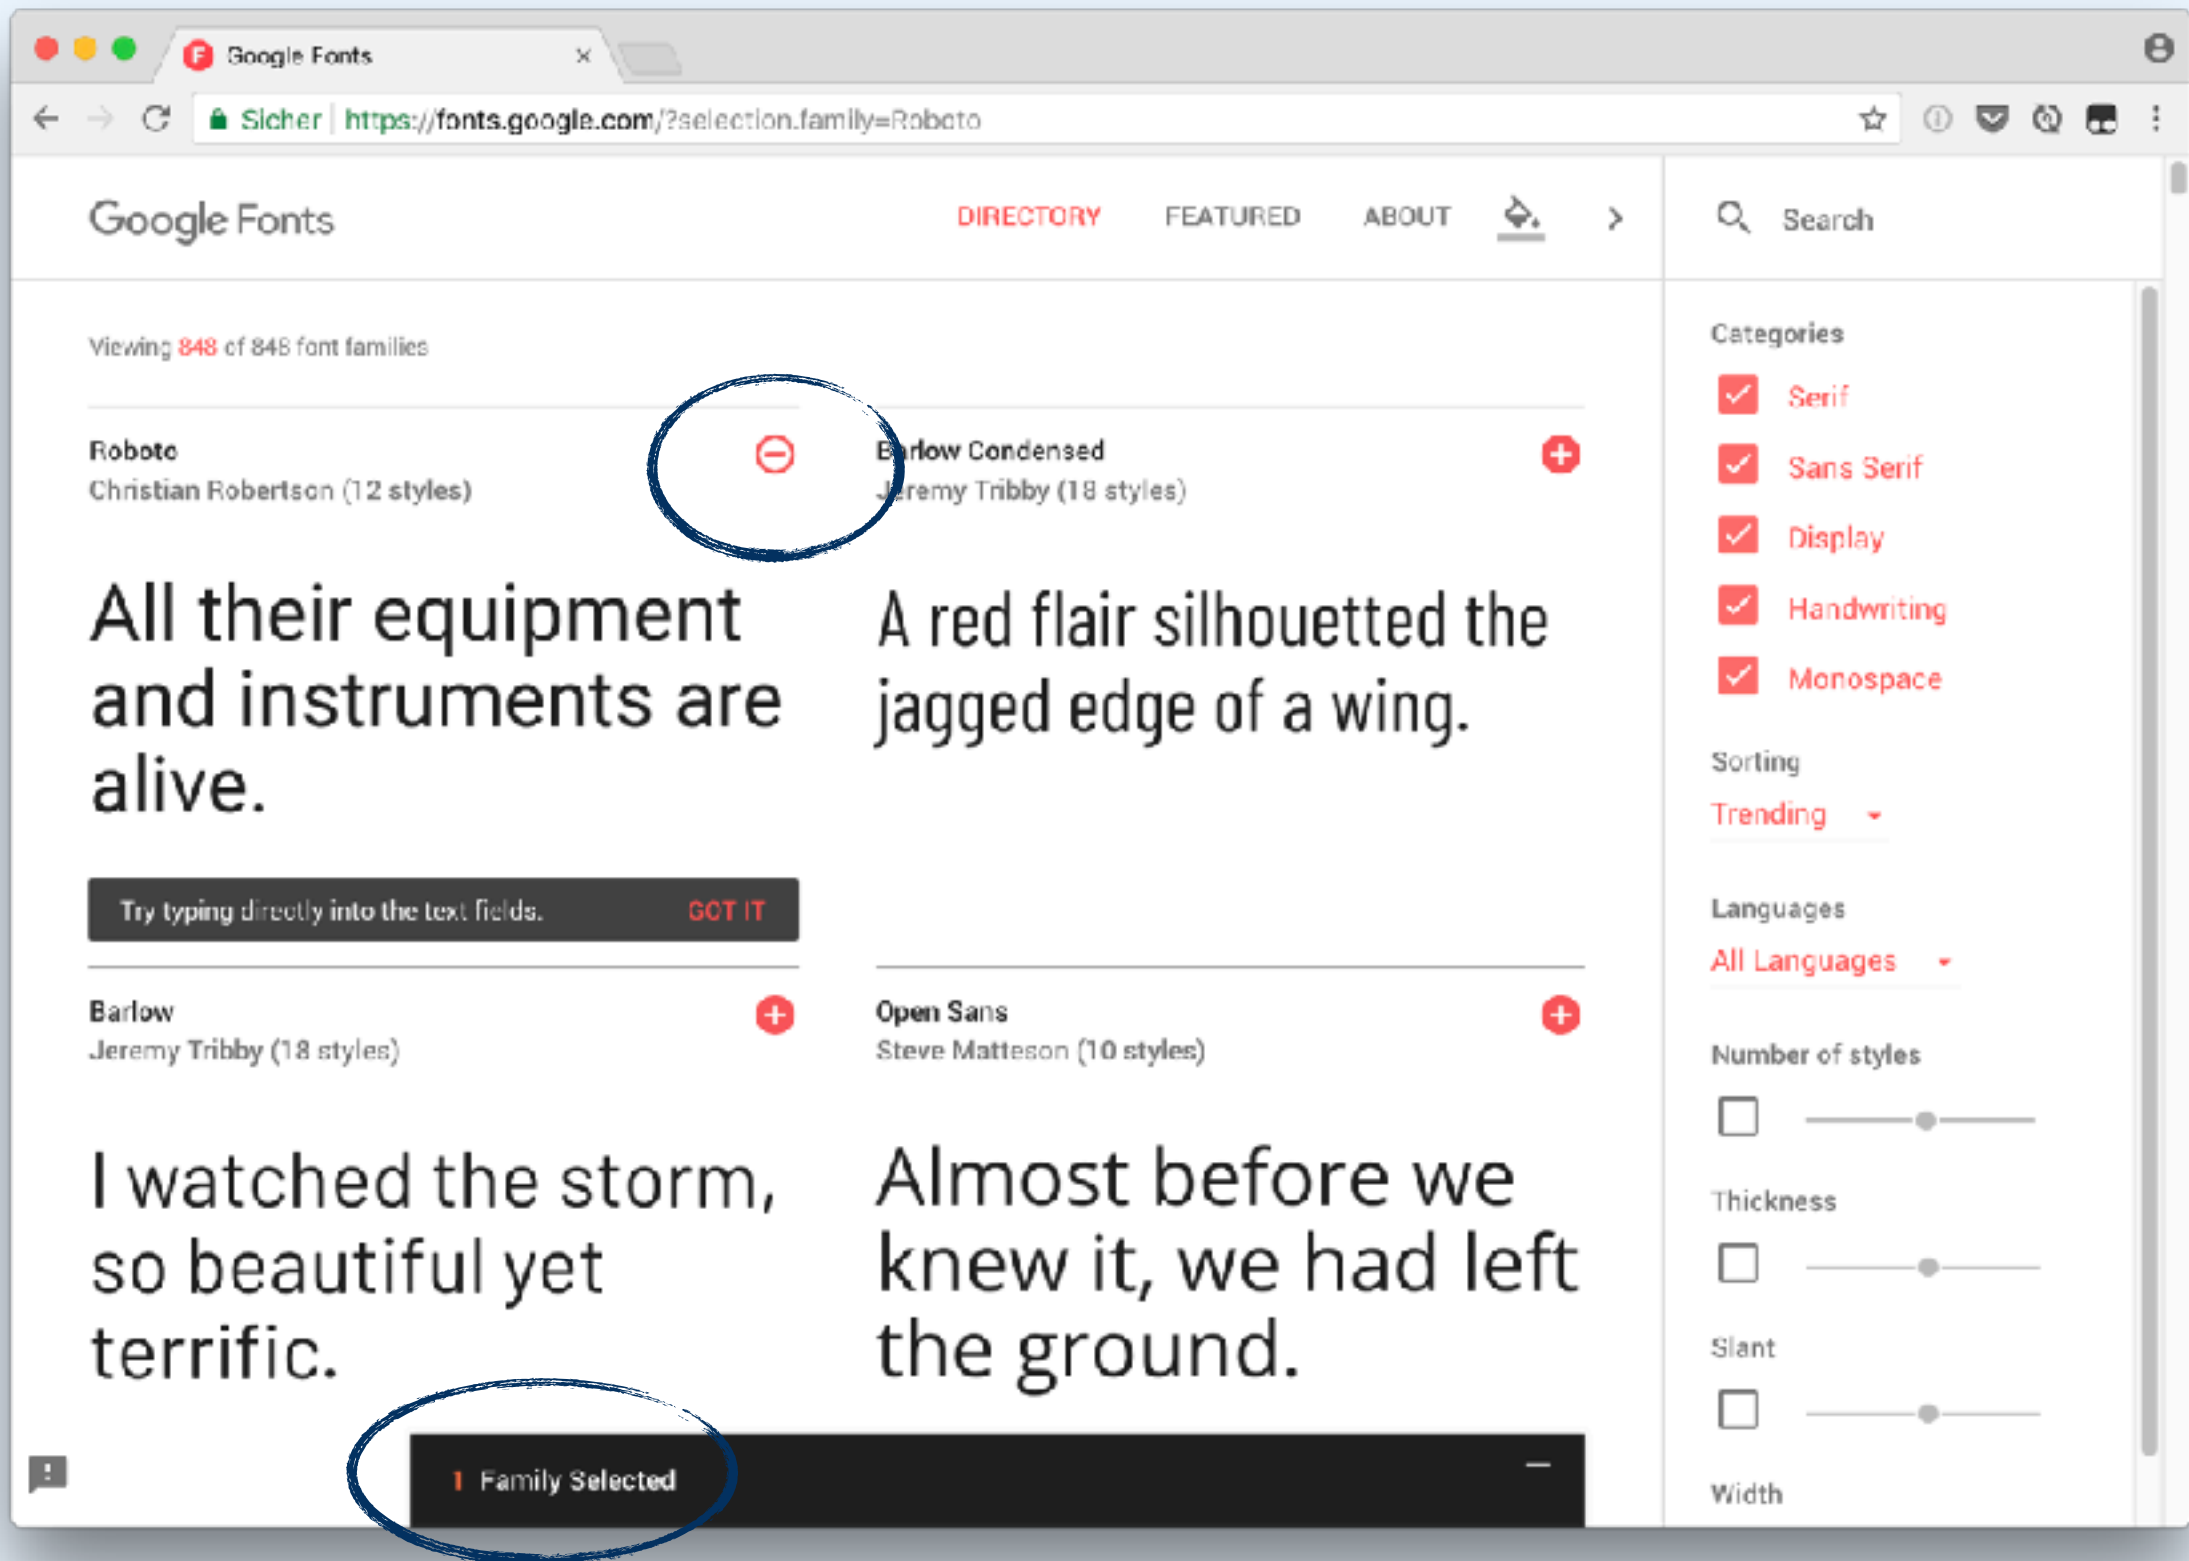 Google Fonts
Sicher https://fonts.google.com/?selection.family=Roboto
Google Fonts
DIRECTORY FEATURED ABOUT
Search
Viewing 848 of 848 font families
Roboto
Christian Robertson (12 styles)
All their equipment
and instruments are
alive.
Try typing directly into the text fields. GOT IT
Barlow Condensed
Jeremy Tribby (18 styles)
A red flair silhouetted the
jagged edge of a wing.
Barlow
Jeremy Tribby (18 styles)
I watched the storm,
so beautiful yet
terrific.
Open Sans
Steve Matteson (10 styles)
Almost before we
knew it, we had left
the ground.
1 Family Selected
Categories
Serif
Sans Serif
Display
Handwriting
Monospace
Sorting
Trending
Languages
All Languages
Number of styles
Thickness
Slant
Width